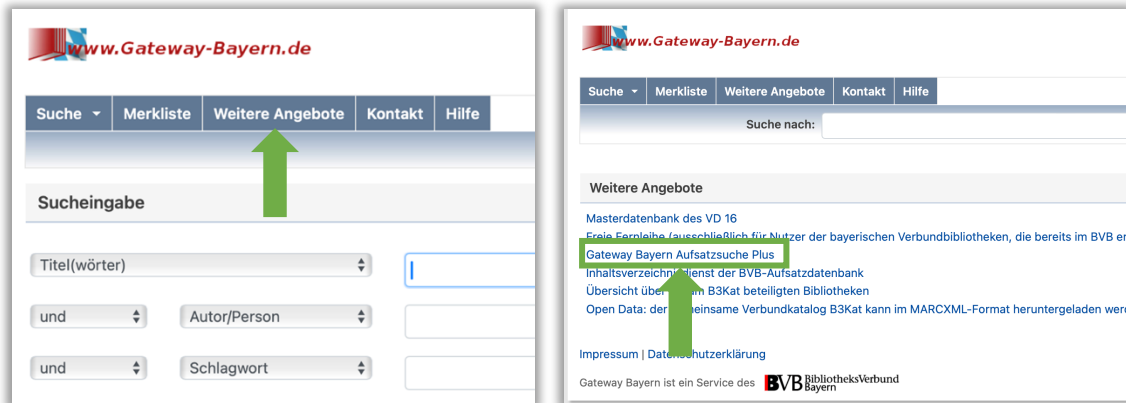 www.Gateway-Bayern.de
Suche Merkliste Weitere Angebote Kontakt Hilfe
Sucheingabe
Titel(wörter)
und Autor/Person
und Schlagwort
www.Gateway-Bayern.de
Suche Merkliste Weitere Angebote Kontakt Hilfe
Suche nach:
Weitere Angebote
Masterdatenbank des VD 16
Freie Fernleihe (ausschließlich für Nutzer der bayerischen Verbundbibliotheken, die bereits im BVB er
Gateway Bayern Aufsatzsuche Plus
der BVB-Aufsatzdatenbank
Übersicht B3Kat beteiligten Bibliotheken
Open Data: der Verbundkatalog B3Kat kann im MARCXML-Format heruntergeladen werd
Impressum | Datenschutzerklärung
Gateway Bayern ist ein Service des BVB BibliotheksVerbund
Bayern